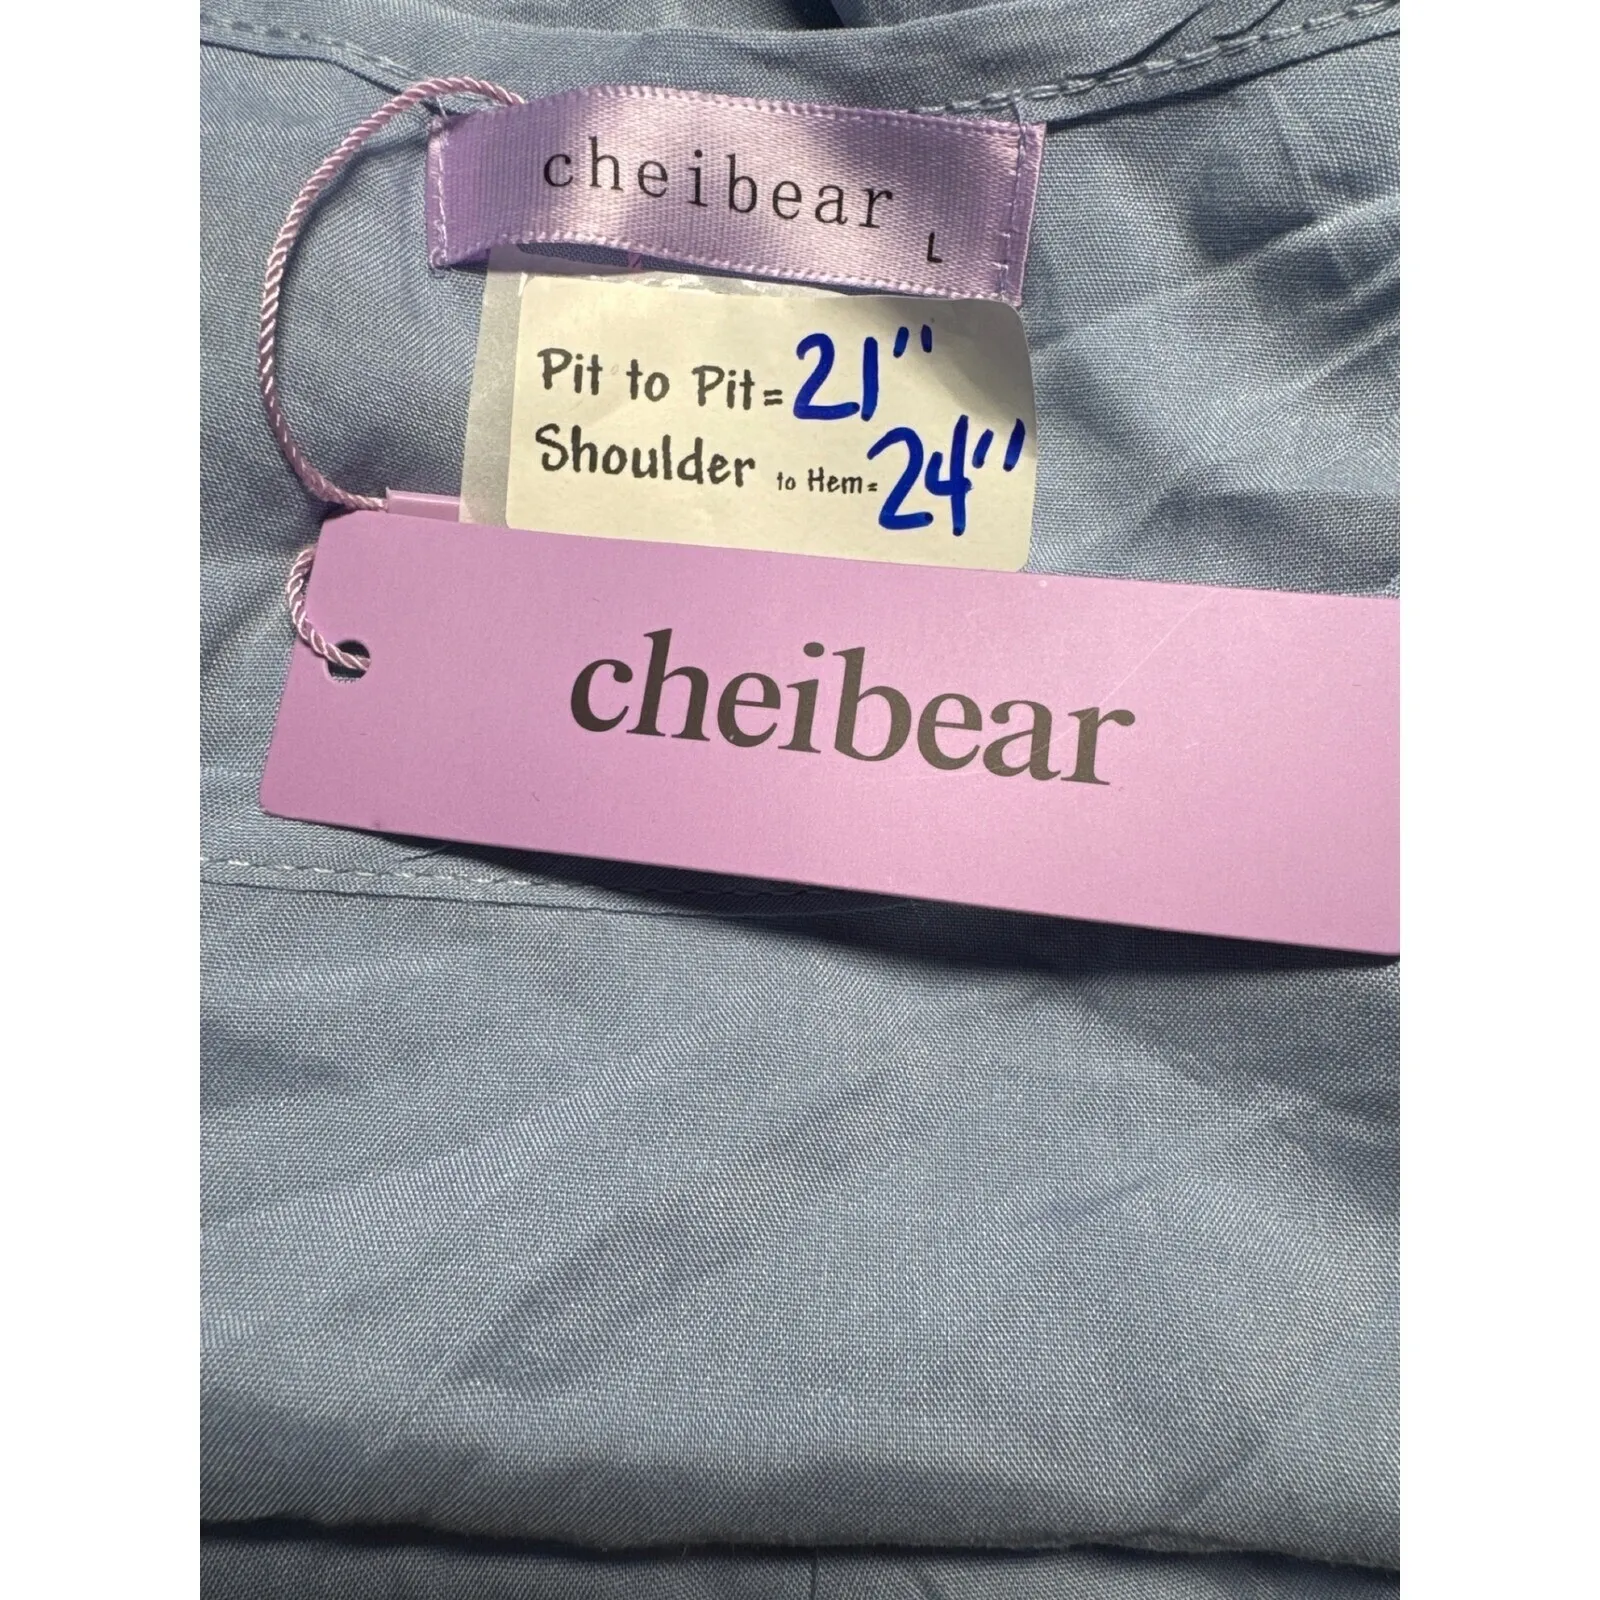 cheibear
L
Pit to Pit = 21"
Shoulder to Hem = 24"
cheibear